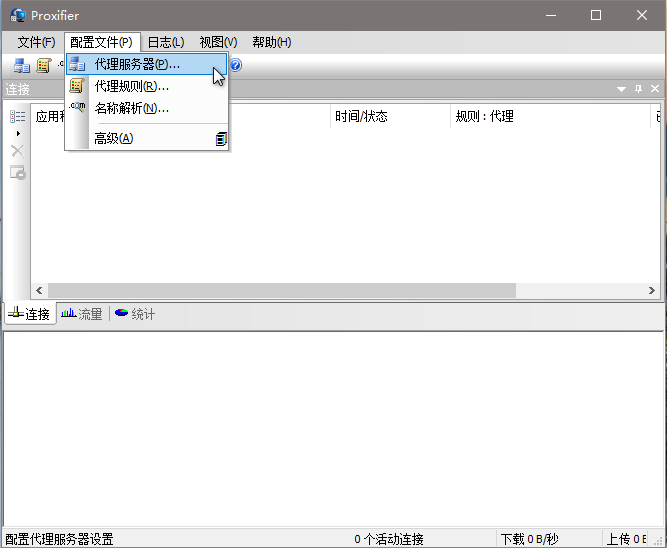 Proxifier
文件(F) 配置文件(P) 日志(L) 视图(V) 帮助(H)
代理服务器(P)...
代理规则(R)...
名称解析(N)...
高级(A)
连接
时间/状态 规则 : 代理
连接 流量 统计
配置代理服务器设置 0 个活动连接 下载 0 B/秒 上传 0 B